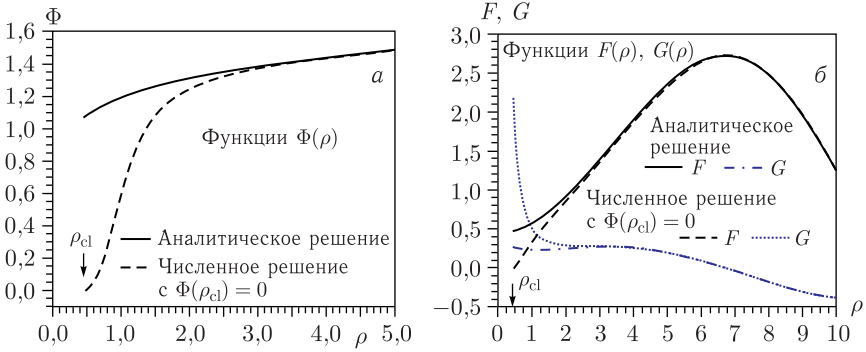 Φ
1,6
1,4
1,2
1,0
0,8
0,6
0,4
0,2
0,0
а
Функции Φ(ρ)
ρcl
Аналитическое решение
Численное решение
с Φ(ρcl) = 0
0,0 1,0 2,0 3,0 4,0 5,0
ρ
F, G
3,0
2,5
2,0
1,5
1,0
0,5
0,0
−0,5
Функции F(ρ), G(ρ)
б
Аналитическое
решение
F G
Численное решение
с Φ(ρcl) = 0
F G
ρcl
ρ
0 1 2 3 4 5 6 7 8 9 10